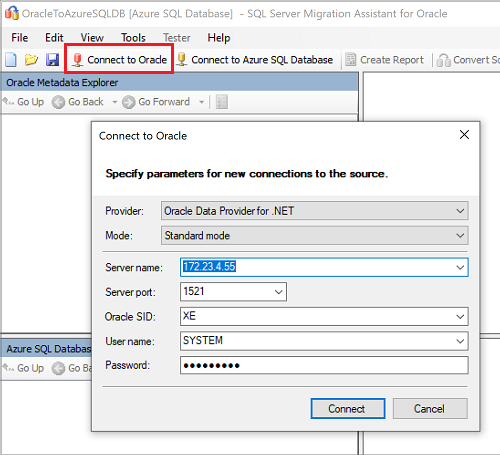 OracleToAzureSQLDB [Azure SQL Database] - SQL Server Migration Assistant for Oracle
File Edit View Tools Tester Help
Connect to Oracle Connect to Azure SQL Database Create Report Convert Sc
Oracle Metadata Explorer
Go Up Go Back Go Forward
Connect to Oracle
Specify parameters for new connections to the source.
Provider: Oracle Data Provider for .NET
Mode: Standard mode
Server name: 172.23.4.55
Server port: 1521
Oracle SID: XE
User name: SYSTEM
Password: •••••••••
Connect Cancel
Azure SQL Database
Go Up Go Ba